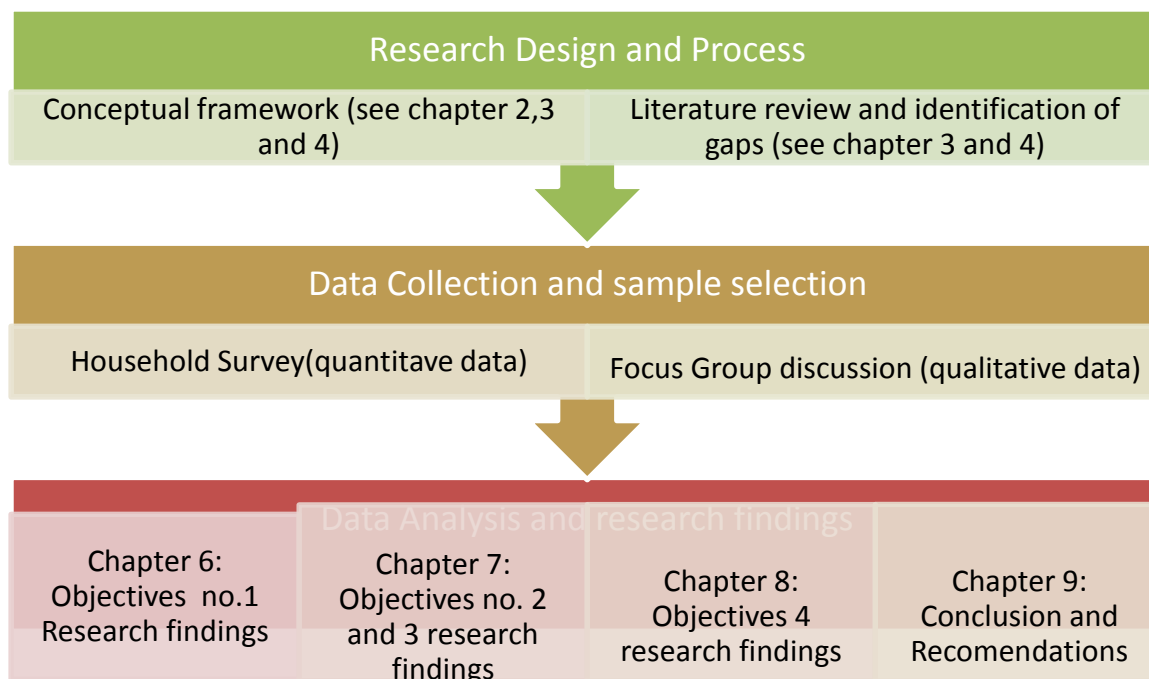 Research Design and Process
Conceptual framework (see chapter 2,3
and 4)
Literature review and identification of
gaps (see chapter 3 and 4)
Data Collection and sample selection
Household Survey(quantitave data)
Focus Group discussion (qualitative data)
Data Analysis and research findings
Chapter 6:
Objectives no.1
Research findings
Chapter 7:
Objectives no. 2
and 3 research
findings
Chapter 8:
Objectives 4
research findings
Chapter 9:
Conclusion and
Recomendations